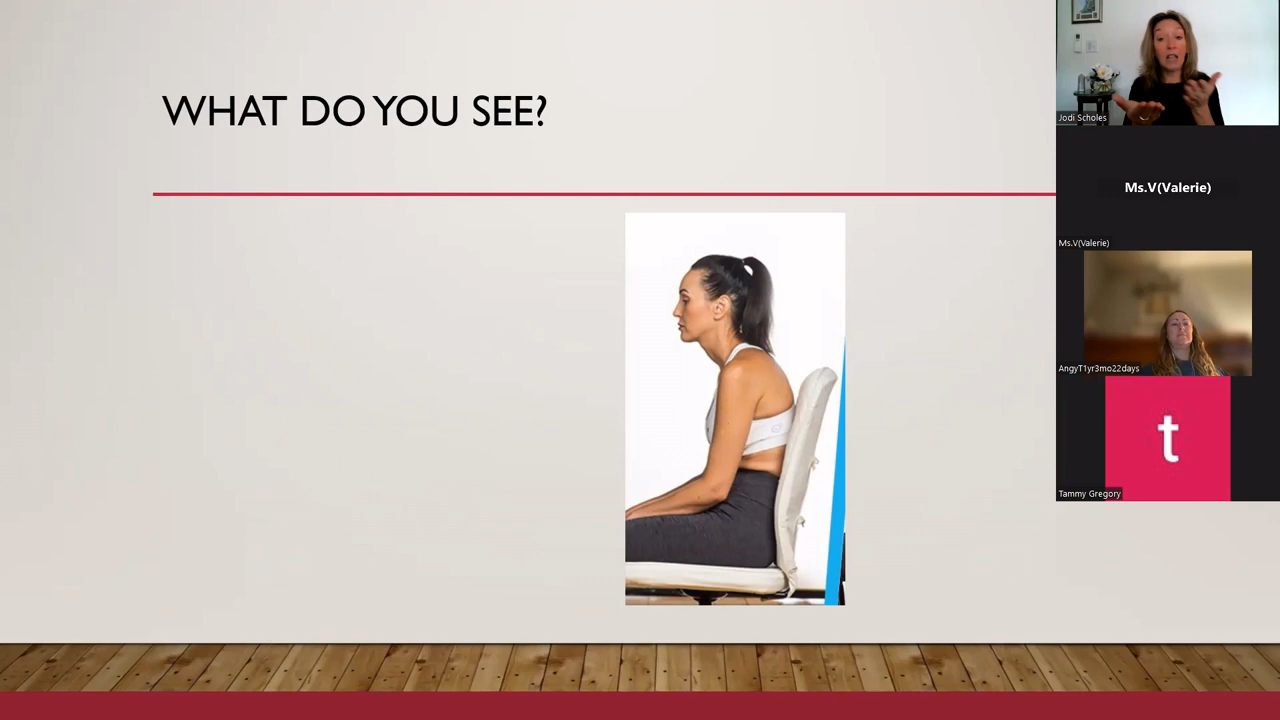 WHAT DO YOU SEE?
Jodi Scholes
Ms.V(Valerie)
Ms.V(Valerie)
AngyT1yr3mo22days
t
Tammy Gregory